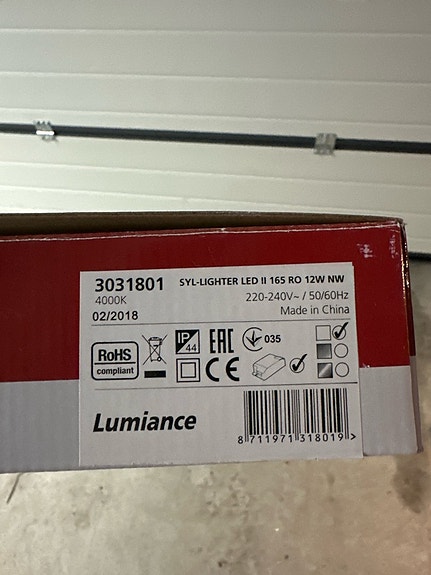 3031801 SYL-LIGHTER LED II 165 RO 12W NW
4000K 220-240V~ / 50/60Hz
02/2018 Made in China
RoHS
compliant
IP
44
EAC
035
CE
Lumiance
8 711971 318019 >